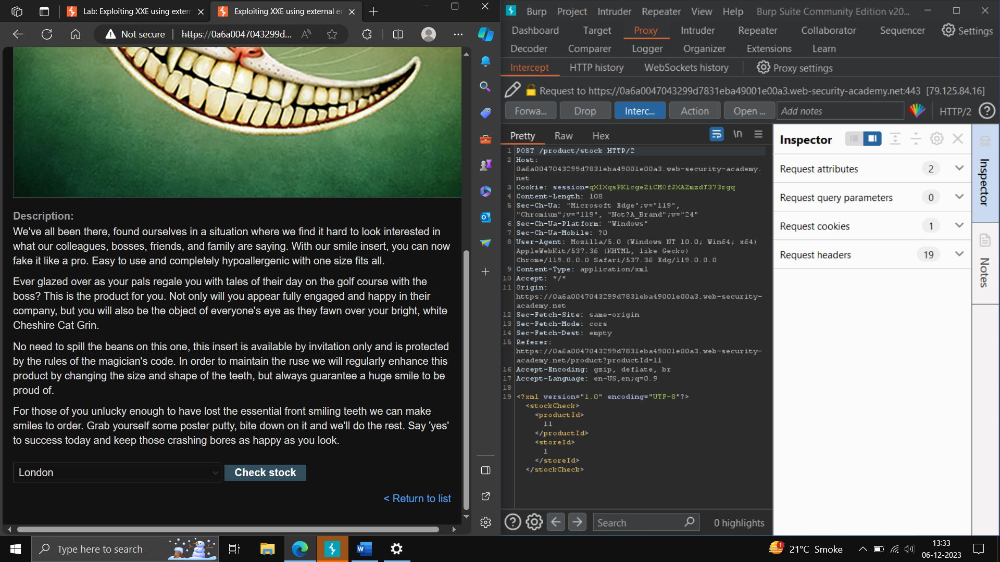 Lab: Exploiting XXE using extern
Exploiting XXE using external en
Not secure
https://0a6a0047043299d...
Description:
We've all been there, found ourselves in a situation where we find it hard to look interested in
what our colleagues, bosses, friends, and family are saying. With our smile insert, you can now
fake it like a pro. Easy to use and completely hypoallergenic with one size fits all.
Ever glazed over as your pals regale you with tales of their day on the golf course with the
boss? This is the product for you. Not only will you appear fully engaged and happy in their
company, but you will also be the object of everyone's eye as they fawn over your bright, white
Cheshire Cat Grin.
No need to spill the beans on this one, this insert is available by invitation only and is protected
by the rules of the magician's code. In order to maintain the ruse we will regularly enhance this
product by changing the size and shape of the teeth, but always guarantee a huge smile to be
proud of.
For those of you unlucky enough to have lost the essential front smiling teeth we can make
smiles to order. Grab yourself some poster putty, bite down on it and we'll do the rest. Say 'yes'
to success today and keep those crashing bores as happy as you look.
London
Check stock
< Return to list
Burp Project Intruder Repeater View Help Burp Suite Community Edition v20...
Dashboard Target Proxy Intruder Repeater Collaborator Sequencer Settings
Decoder Comparer Logger Organizer Extensions Learn
Intercept HTTP history WebSockets history Proxy settings
Request to https://0a6a0047043299d7831eba49001e00a3.web-security-academy.net:443 [79.125.84.16]
Forwa... Drop Interc... Action Open ... Add notes HTTP/2
Pretty Raw Hex \n
1 POST /product/stock HTTP/2
2 Host:
0a6a0047043299d7831eba49001e00a3.web-security-academy.
net
3 Cookie: session=qXIXqsPKlcgeZiCMOfJXAZmzdT373rgq
4 Content-Length: 108
5 Sec-Ch-Ua: "Microsoft Edge";v="119",
"Chromium";v="119", "Not?A_Brand";v="24"
6 Sec-Ch-Ua-Platform: "Windows"
7 Sec-Ch-Ua-Mobile: ?0
8 User-Agent: Mozilla/5.0 (Windows NT 10.0; Win64; x64)
AppleWebKit/537.36 (KHTML, like Gecko)
Chrome/119.0.0.0 Safari/537.36 Edg/119.0.0.0
9 Content-Type: application/xml
10 Accept: */*
11 Origin:
https://0a6a0047043299d7831eba49001e00a3.web-security-
academy.net
12 Sec-Fetch-Site: same-origin
13 Sec-Fetch-Mode: cors
14 Sec-Fetch-Dest: empty
15 Referer:
https://0a6a0047043299d7831eba49001e00a3.web-security-
academy.net/product?productId=11
16 Accept-Encoding: gzip, deflate, br
17 Accept-Language: en-US,en;q=0.9
18
19 <?xml version="1.0" encoding="UTF-8"?>
<stockCheck>
<productId>
11
</productId>
<storeId>
1
</storeId>
</stockCheck>
Search
0 highlights
Inspector
Request attributes 2
Request query parameters 0
Request cookies 1
Request headers 19
Inspector
Notes
Type here to search
1
21°C Smoke
13:33
06-12-2023